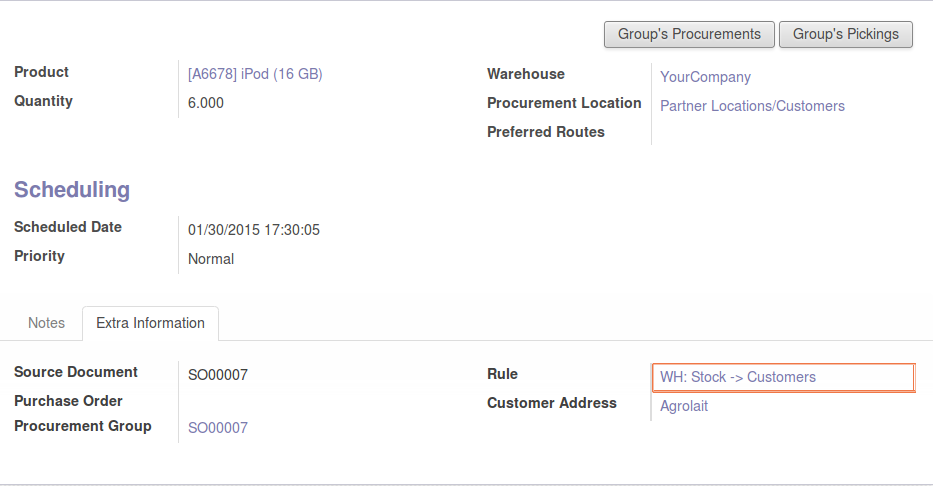 Group's Procurements Group's Pickings
Product [A6678] iPod (16 GB)
Quantity 6.000
Warehouse YourCompany
Procurement Location Partner Locations/Customers
Preferred Routes
Scheduling
Scheduled Date 01/30/2015 17:30:05
Priority Normal
Notes Extra Information
Source Document SO00007
Purchase Order
Procurement Group SO00007
Rule WH: Stock -> Customers
Customer Address Agrolait